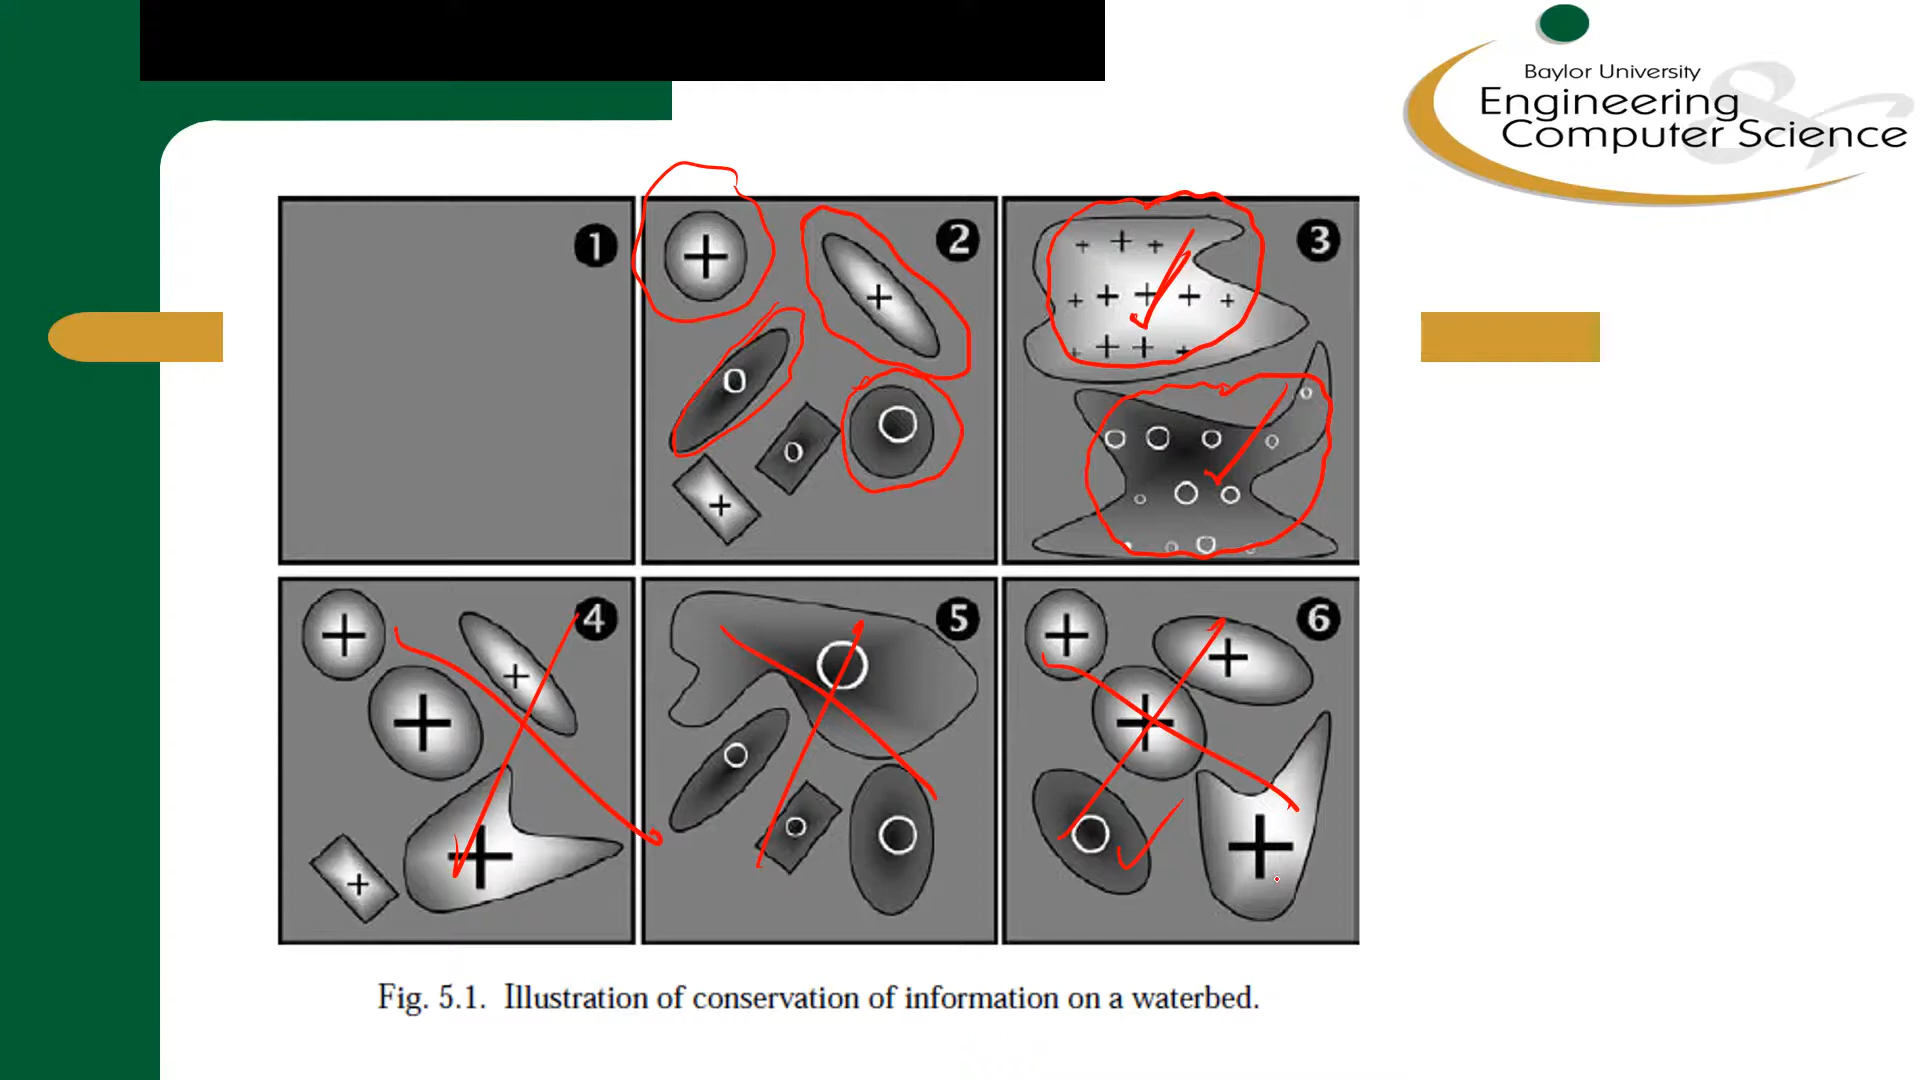 Baylor University
Engineering
Computer Science
1
2
3
4
5
6
Fig. 5.1. Illustration of conservation of information on a waterbed.